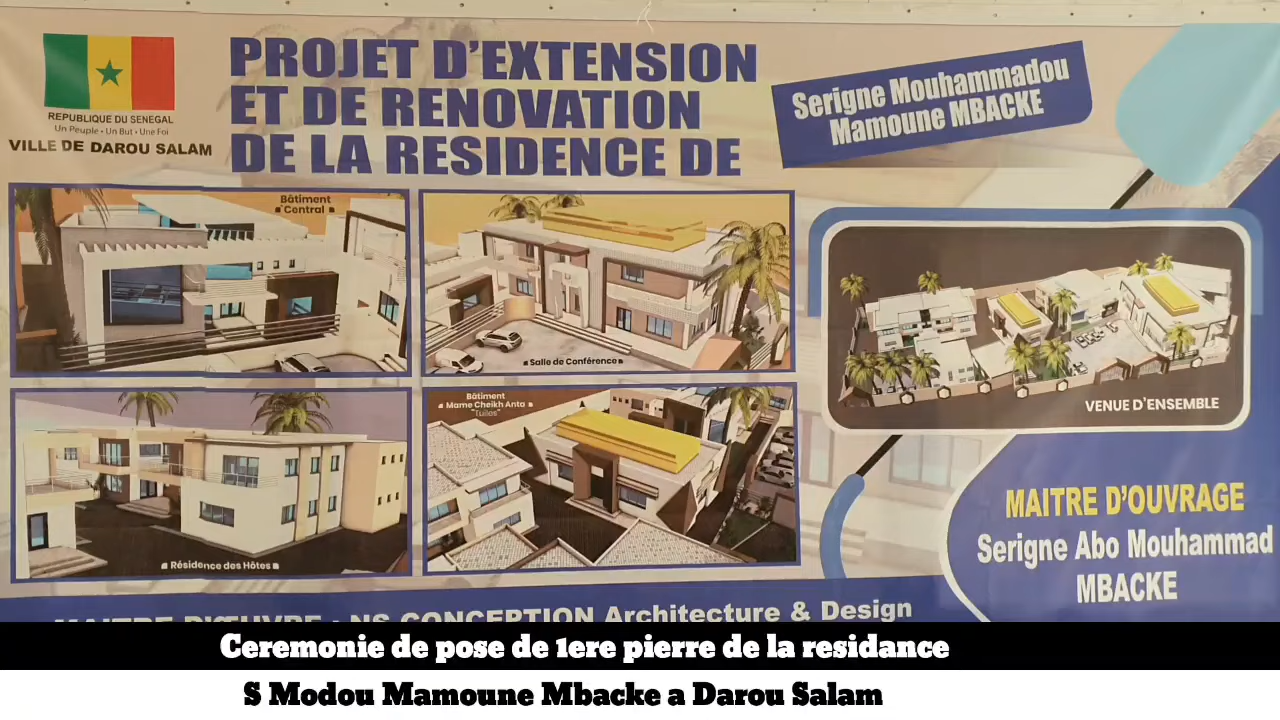 REPUBLIQUE DU SENEGAL
Un Peuple - Un But - Une Foi
VILLE DE DAROU SALAM
PROJET D'EXTENSION
ET DE RENOVATION
DE LA RESIDENCE DE
Serigne Mouhammadou
Mamoune MBACKE
Bâtiment
Central
Salle de Conférence
Résidence des Hôtes
Bâtiment
Mame Cheikh Anta
"Tuiles"
VENUE D'ENSEMBLE
MAITRE D'OUVRAGE
Serigne Abo Mouhammad
MBACKE
MAITRE D'ŒUVRE : NS CONCEPTION Architecture & Design
Ceremonie de pose de 1ere pierre de la residance
S Modou Mamoune Mbacke a Darou Salam